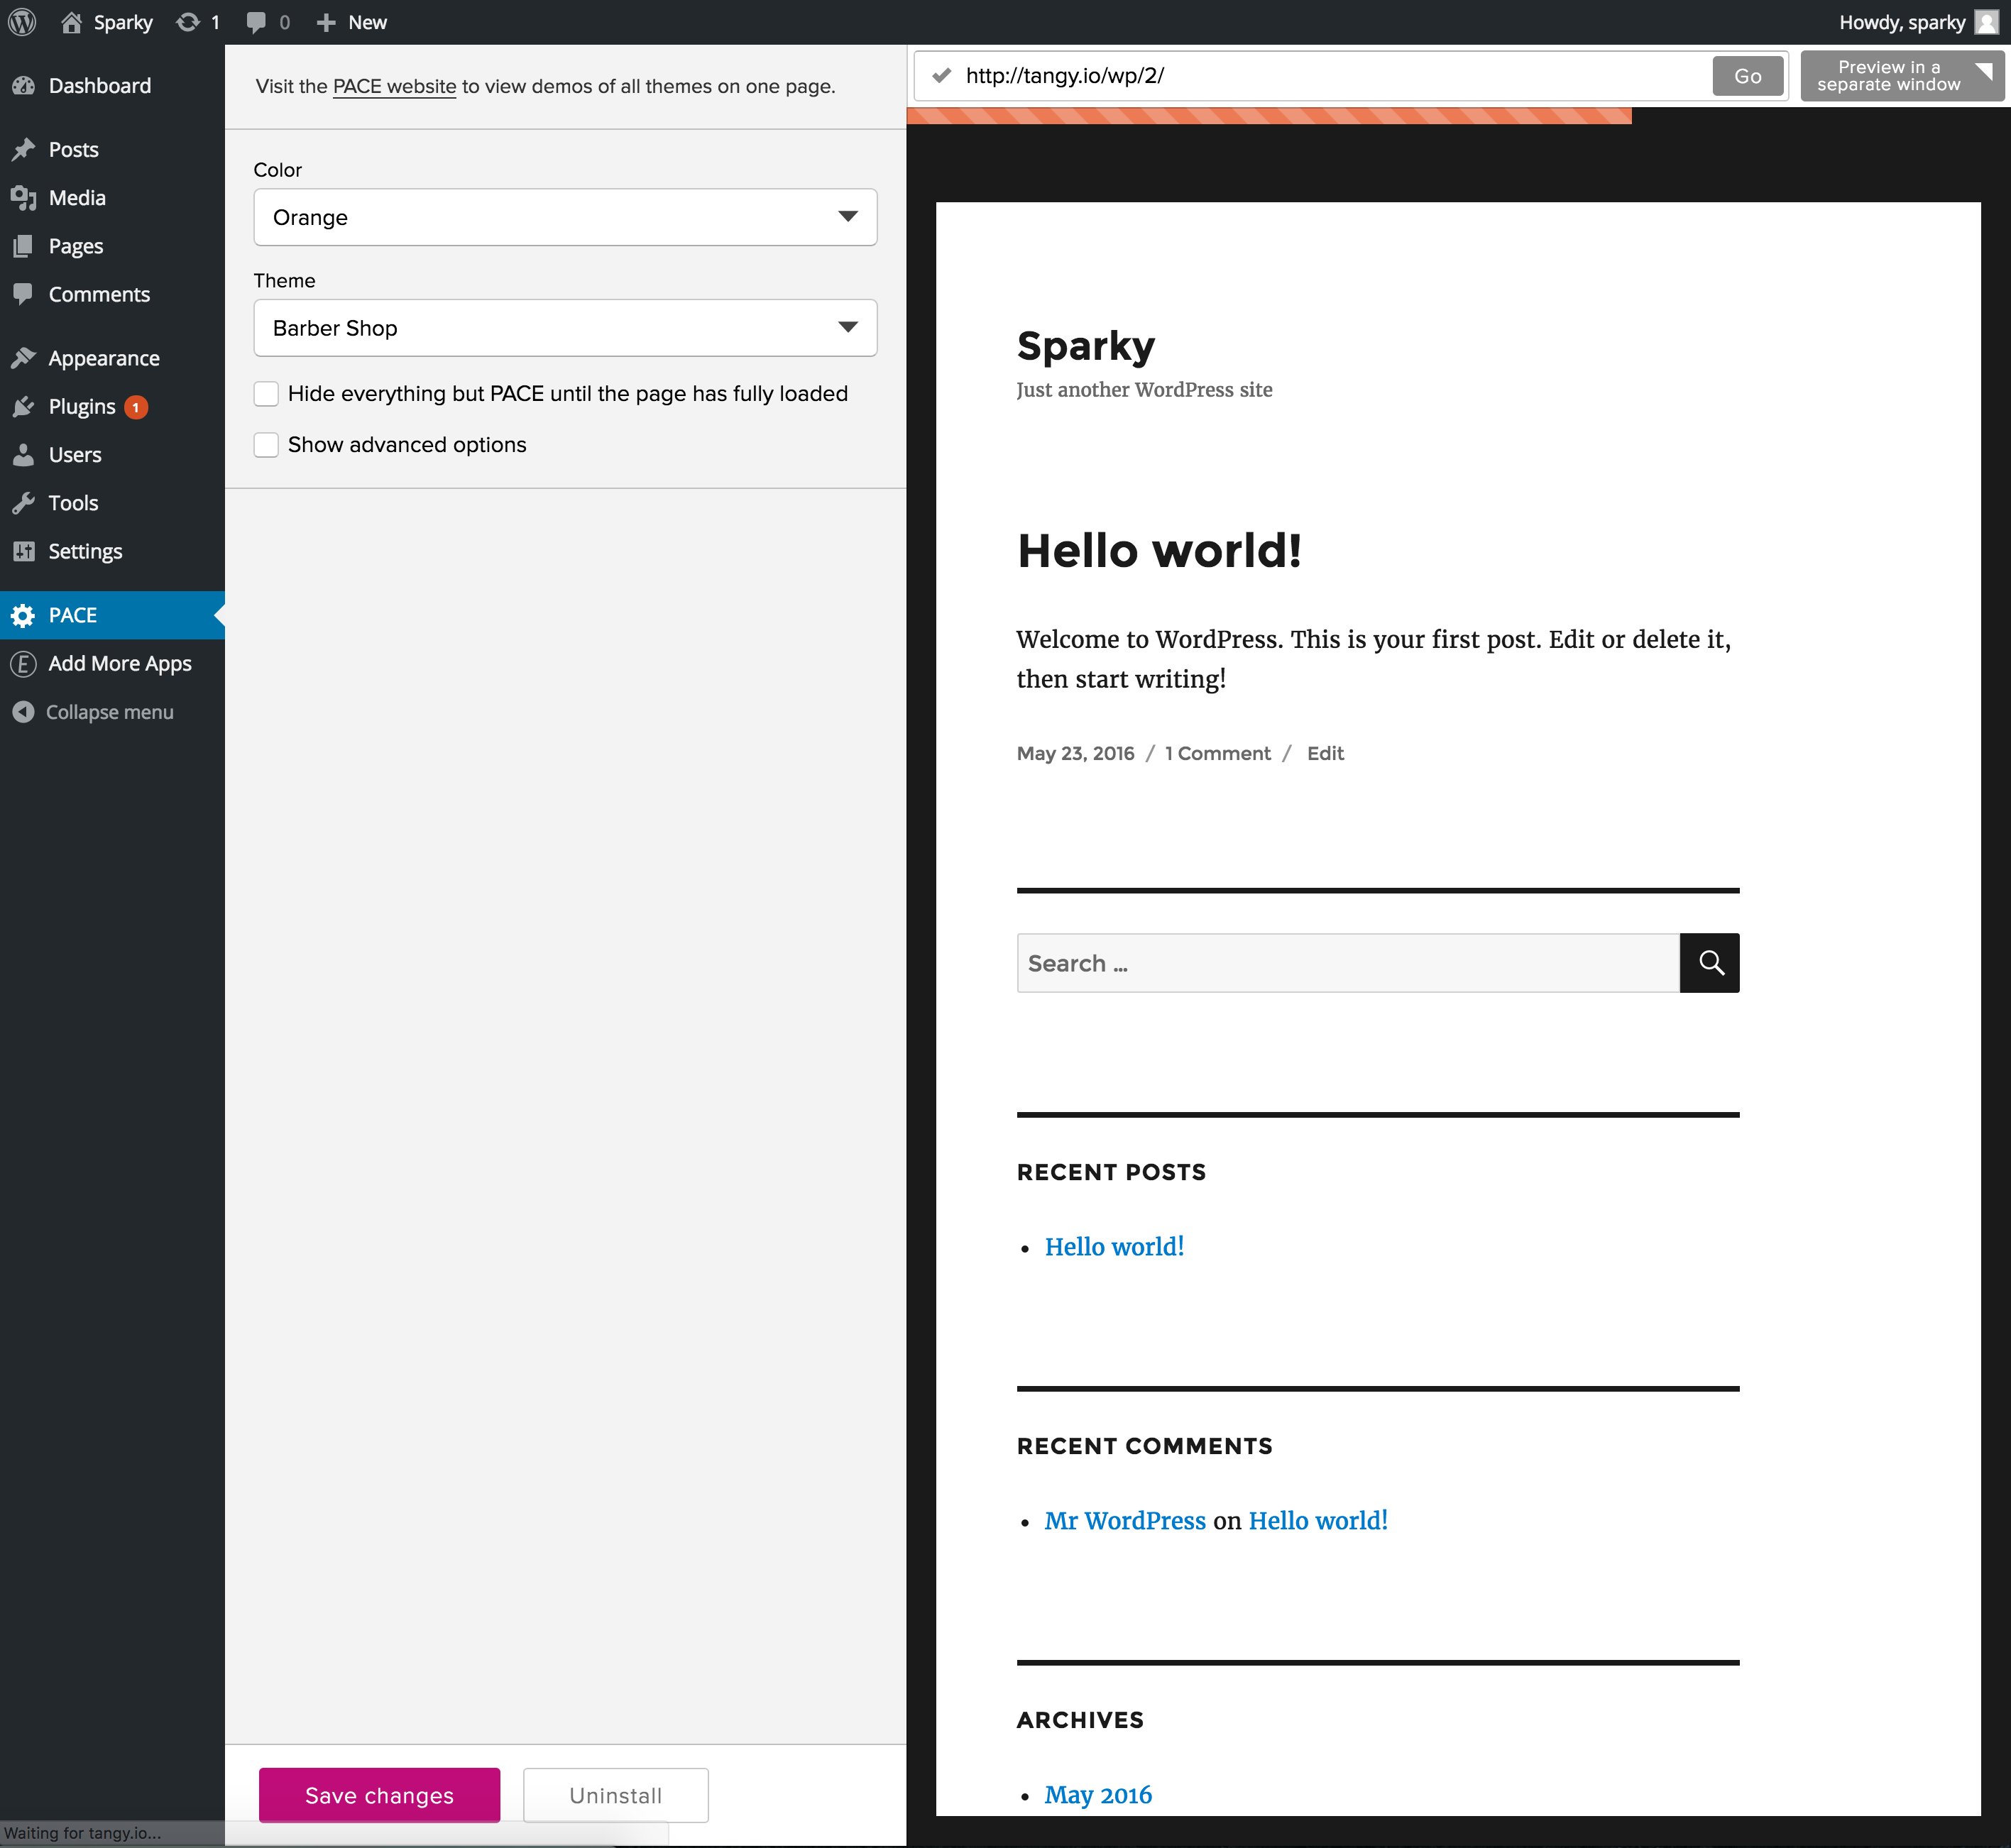 Sparky
1
0
New
Howdy, sparky
Dashboard
Posts
Media
Pages
Comments
Appearance
Plugins 1
Users
Tools
Settings
PACE
Add More Apps
Collapse menu
Visit the PACE website to view demos of all themes on one page.
Color
Orange
Theme
Barber Shop
Hide everything but PACE until the page has fully loaded
Show advanced options
Save changes
Uninstall
Waiting for tangy.io...
http://tangy.io/wp/2/
Go
Preview in a
separate window
Sparky
Just another WordPress site
Hello world!
Welcome to WordPress. This is your first post. Edit or delete it,
then start writing!
May 23, 2016 / 1 Comment / Edit
Search ...
RECENT POSTS
• Hello world!
RECENT COMMENTS
• Mr WordPress on Hello world!
ARCHIVES
• May 2016